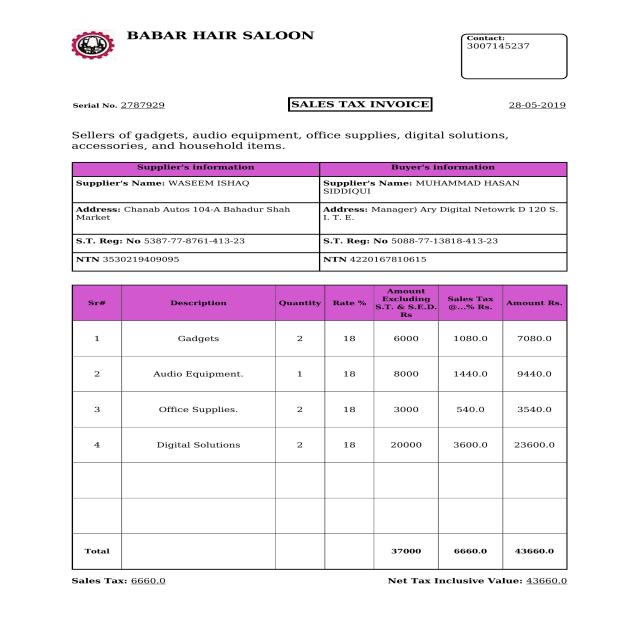 BABAR HAIR SALOON
Contact:
3007145237
Serial No. 2787929
SALES TAX INVOICE
28-05-2019
Sellers of gadgets, audio equipment, office supplies, digital solutions,
accessories, and household items.
Supplier's information Buyer's information
Supplier's Name: WASEEM ISHAQ
Supplier's Name: MUHAMMAD HASAN
SIDDIQUI
Address: Chanab Autos 104-A Bahadur Shah
Market
Address: Manager) Ary Digital Netowrk D 120 S.
I. T. E.
S.T. Reg: No 5387-77-8761-413-23
S.T. Reg: No 5088-77-13818-413-23
NTN 3530219409095
NTN 4220167810615
Sr# Description Quantity Rate % Amount Excluding S.T. & S.E.D. Rs Sales Tax @...% Rs. Amount Rs.
1 Gadgets 2 18 6000 1080.0 7080.0
2 Audio Equipment. 1 18 8000 1440.0 9440.0
3 Office Supplies. 2 18 3000 540.0 3540.0
4 Digital Solutions 2 18 20000 3600.0 23600.0
Total 37000 6660.0 43660.0
Sales Tax: 6660.0
Net Tax Inclusive Value: 43660.0